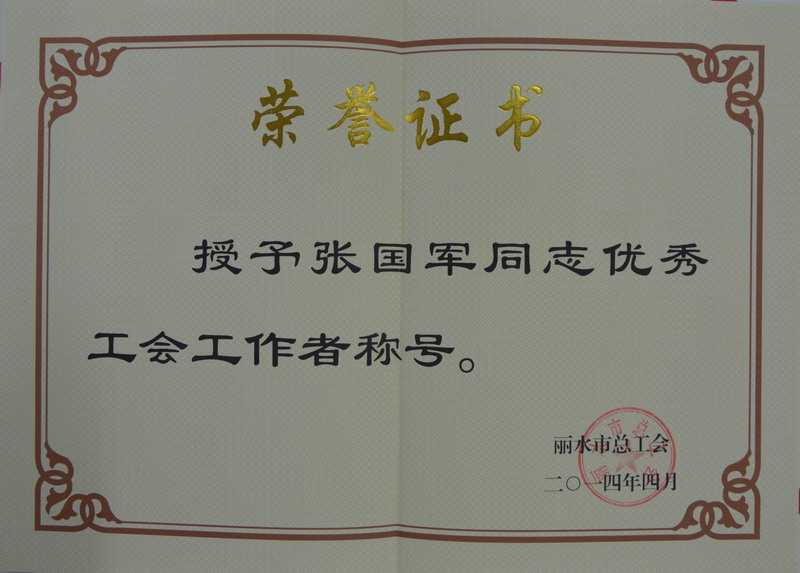 荣誉证书
授予张国军同志优秀
工会工作者称号。
丽水市总工会
二〇一四年四月